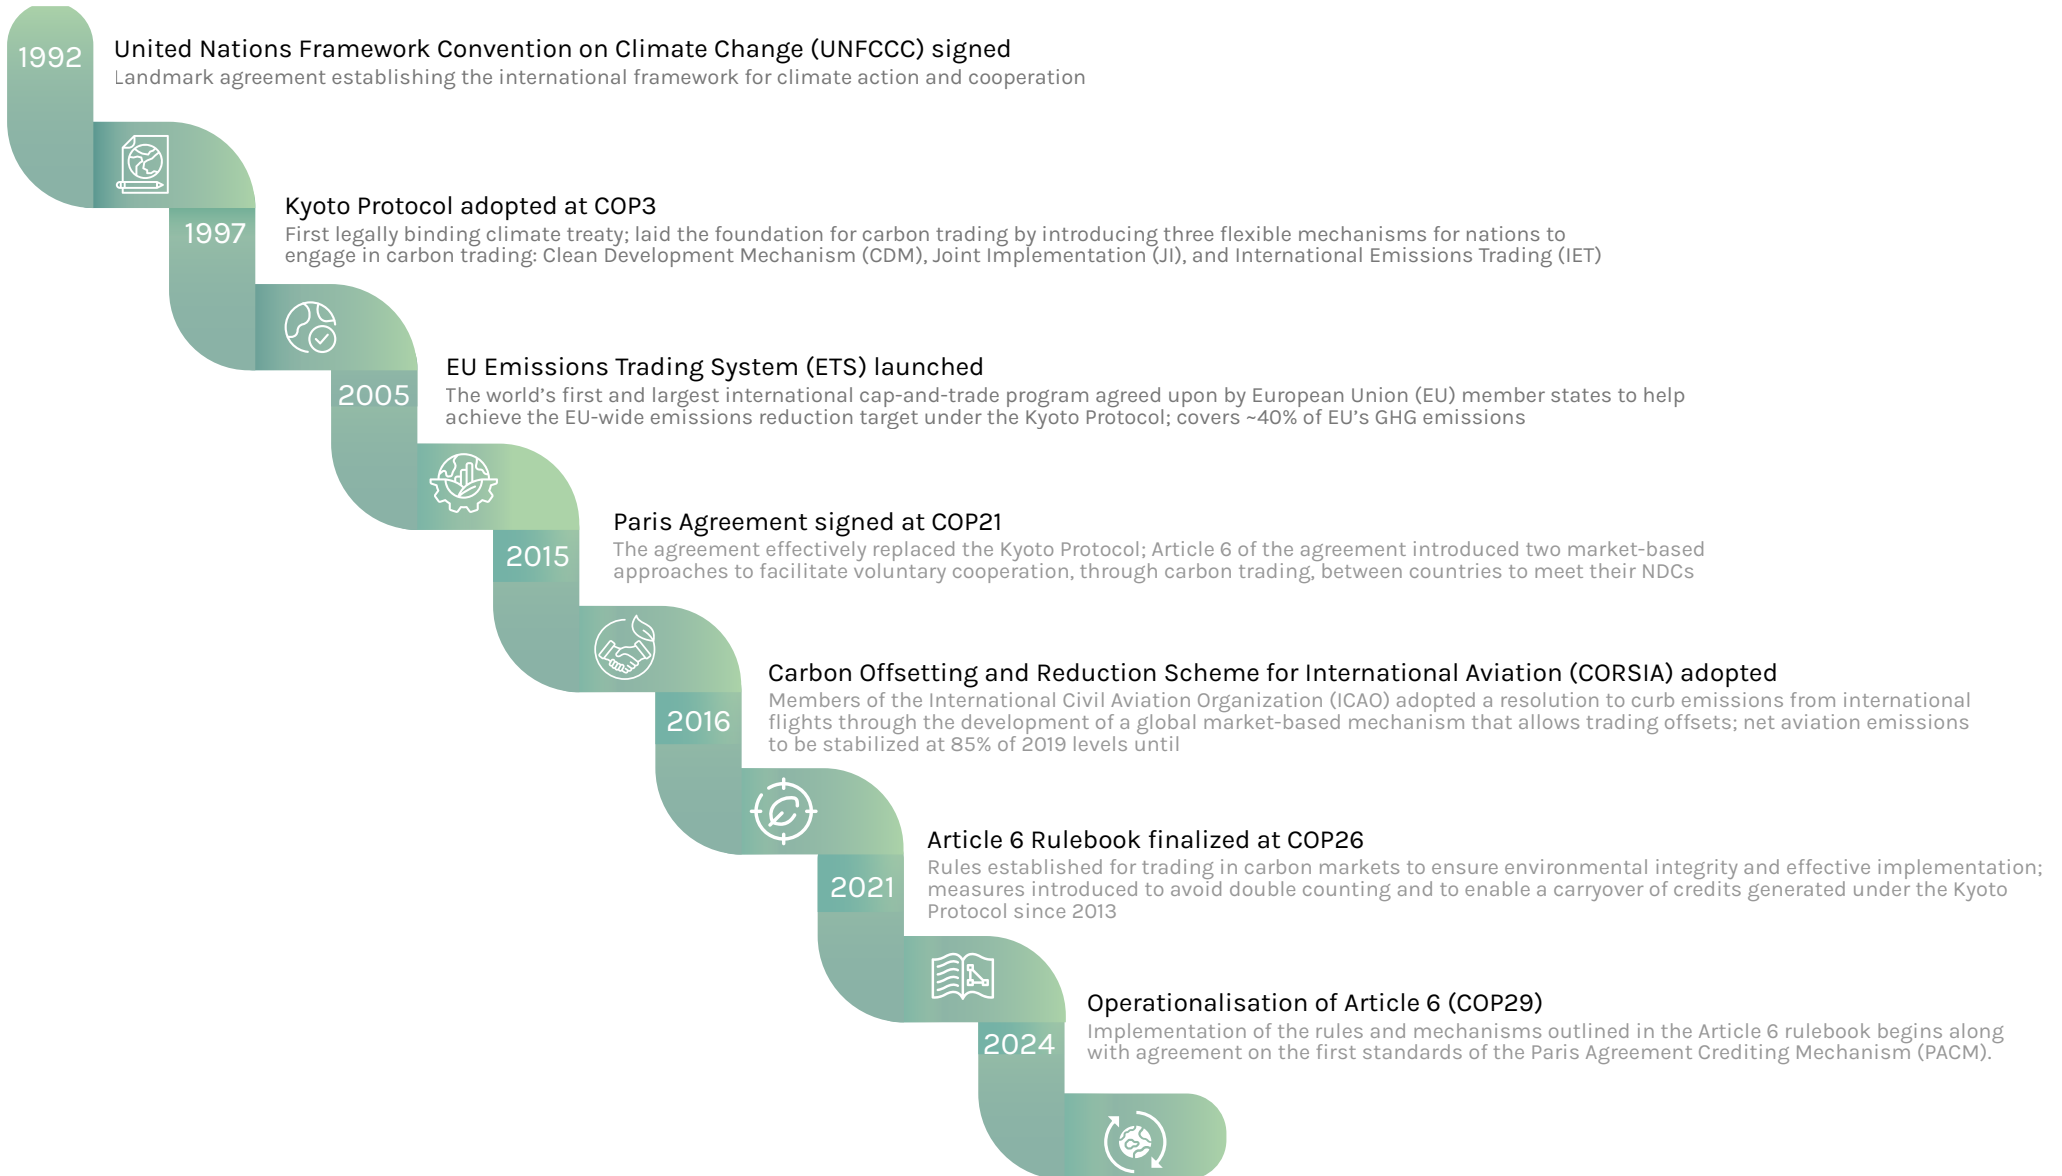 1992
United Nations Framework Convention on Climate Change (UNFCCC) signed
Landmark agreement establishing the international framework for climate action and cooperation
1997
Kyoto Protocol adopted at COP3
First legally binding climate treaty; laid the foundation for carbon trading by introducing three flexible mechanisms for nations to
engage in carbon trading: Clean Development Mechanism (CDM), Joint Implementation (JI), and International Emissions Trading (IET)
2005
EU Emissions Trading System (ETS) launched
The world’s first and largest international cap-and-trade program agreed upon by European Union (EU) member states to help
achieve the EU-wide emissions reduction target under the Kyoto Protocol; covers ~40% of EU’s GHG emissions
2015
Paris Agreement signed at COP21
The agreement effectively replaced the Kyoto Protocol; Article 6 of the agreement introduced two market-based
approaches to facilitate voluntary cooperation, through carbon trading, between countries to meet their NDCs
2016
Carbon Offsetting and Reduction Scheme for International Aviation (CORSIA) adopted
Members of the International Civil Aviation Organization (ICAO) adopted a resolution to curb emissions from international
flights through the development of a global market-based mechanism that allows trading offsets; net aviation emissions
to be stabilized at 85% of 2019 levels until
2021
Article 6 Rulebook finalized at COP26
Rules established for trading in carbon markets to ensure environmental integrity and effective implementation;
measures introduced to avoid double counting and to enable a carryover of credits generated under the Kyoto
Protocol since 2013
2024
Operationalisation of Article 6 (COP29)
Implementation of the rules and mechanisms outlined in the Article 6 rulebook begins along
with agreement on the first standards of the Paris Agreement Crediting Mechanism (PACM).